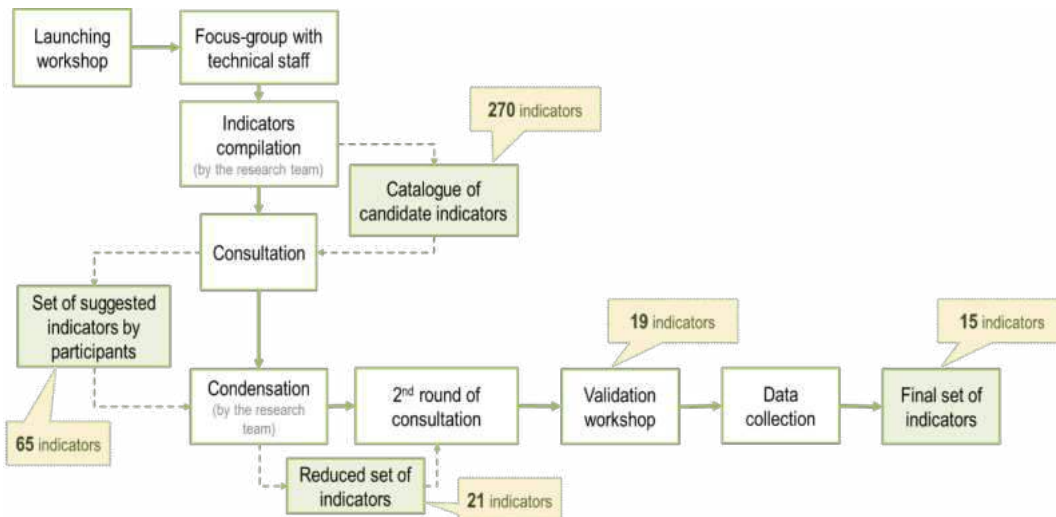 Launching
workshop
Focus-group with
technical staff
Indicators
compilation
(by the research team)
270 indicators
Catalogue of
candidate indicators
Consultation
Set of suggested
indicators by
participants
65 indicators
Condensation
(by the research
team)
2nd round of
consultation
Reduced set of
indicators
21 indicators
19 indicators
Validation
workshop
Data
collection
15 indicators
Final set of
indicators